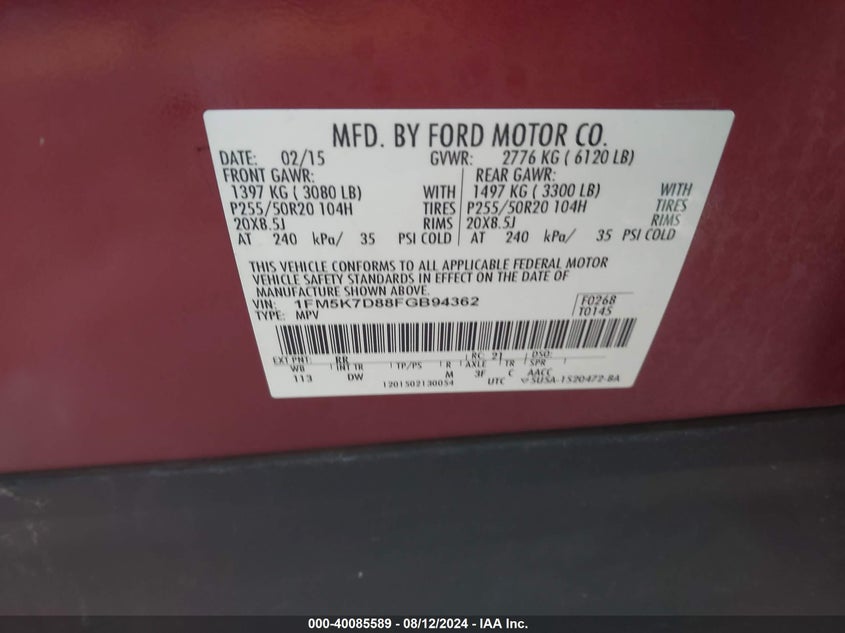 MFD. BY FORD MOTOR CO.
DATE: 02/15 GVWR: 2776 KG ( 6120 LB)
FRONT GAWR: REAR GAWR:
1397 KG ( 3080 LB) WITH 1497 KG ( 3300 LB) WITH
P255/50R20 104H TIRES P255/50R20 104H TIRES
20X8.5J RIMS 20X8.5J RIMS
AT 240 kPa/ 35 PSI COLD AT 240 kPa/ 35 PSI COLD
THIS VEHICLE CONFORMS TO ALL APPLICABLE FEDERAL MOTOR
VEHICLE SAFETY STANDARDS IN EFFECT ON THE DATE OF
MANUFACTURE SHOWN ABOVE.
VIN: 1FM5K7D88FGB94362 F0268
TYPE: MPV T0145
EXT PNT: RR RC: 21 DSO:
WB INT TR TP/PS R AXLE TR SPR
113 DW M 3F C AACC
1201502130054 UTC 5U5A-1520472-BA
000-40085589 - 08/12/2024 - IAA Inc.